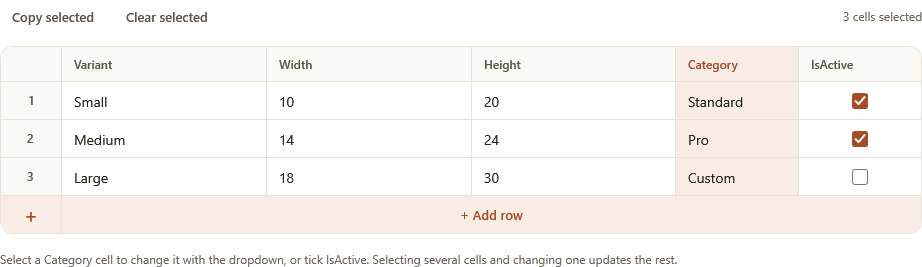 Copy selected Clear selected 3 cells selected
Variant Width Height Category IsActive
1 Small 10 20 Standard
2 Medium 14 24 Pro
3 Large 18 30 Custom
+ + Add row
Select a Category cell to change it with the dropdown, or tick IsActive. Selecting several cells and changing one updates the rest.